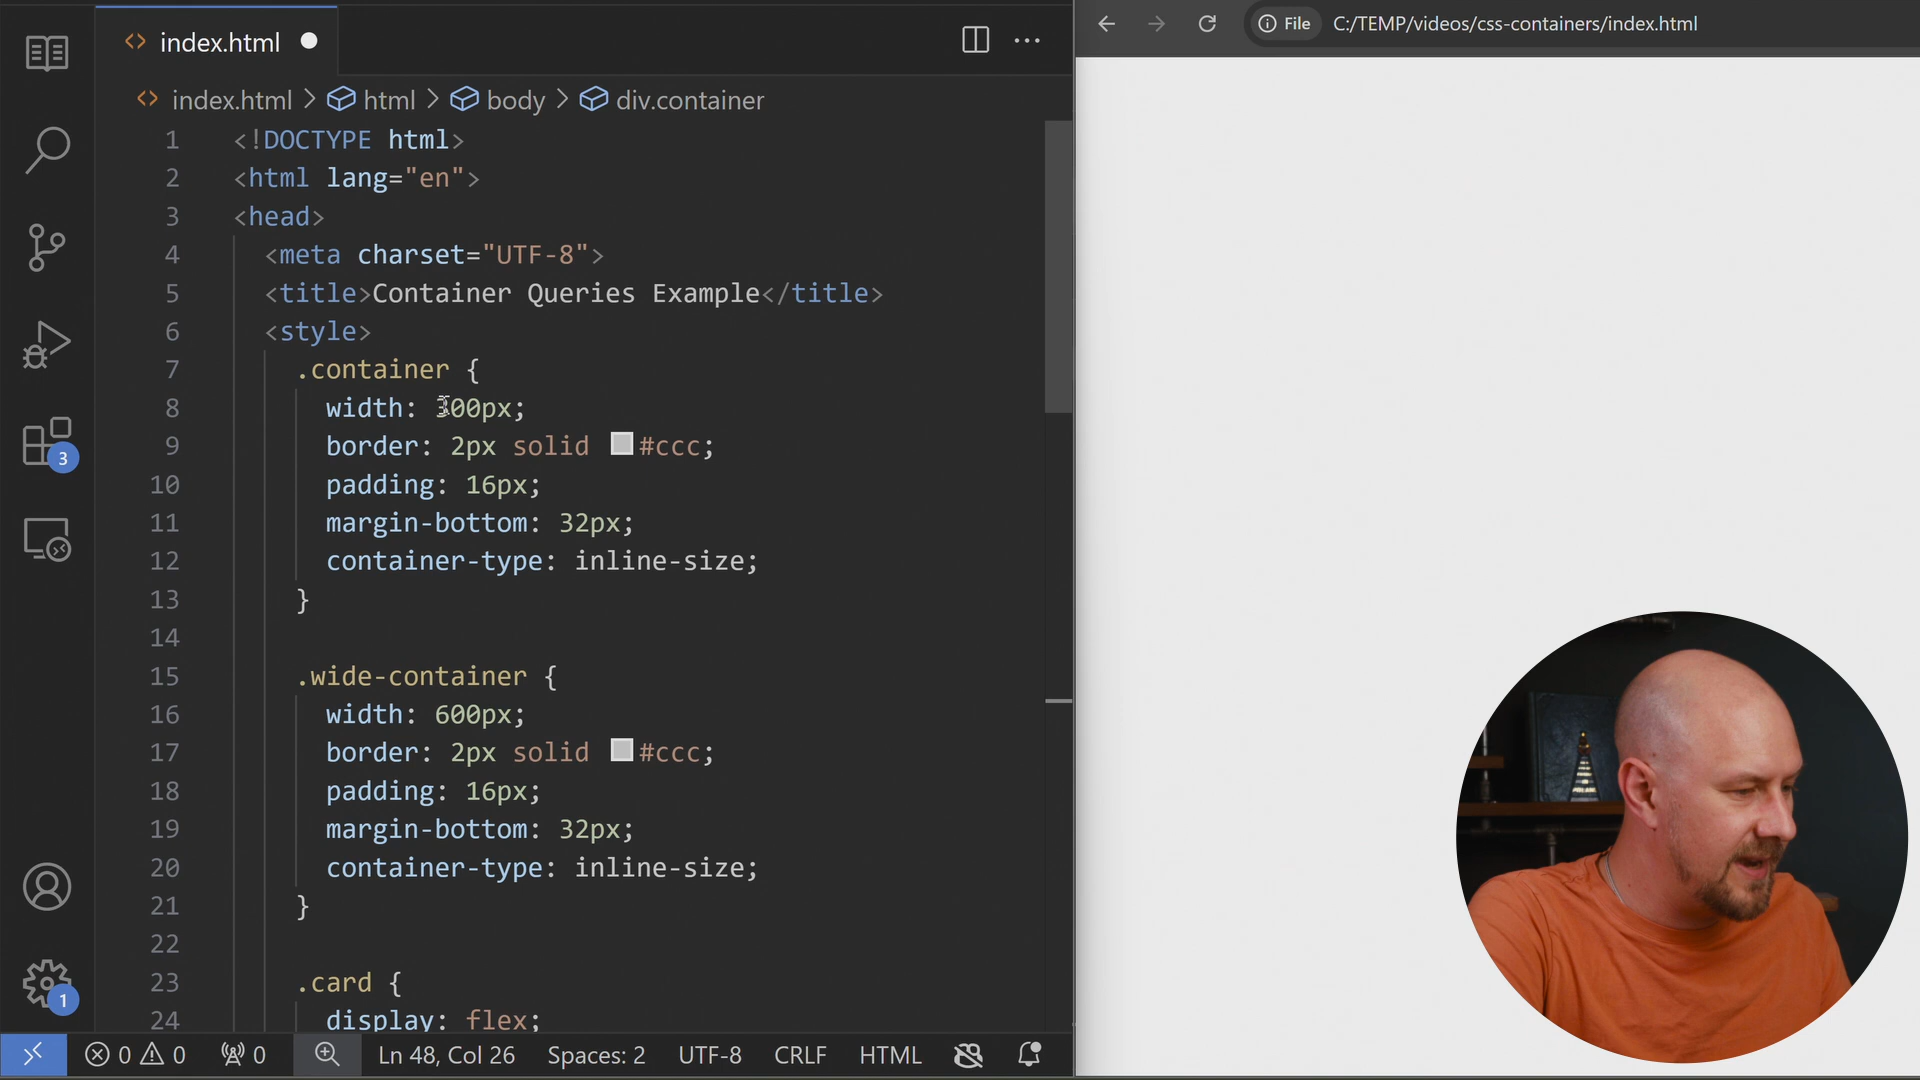 index.html
File C:/TEMP/videos/css-containers/index.html
index.html > html > body > div.container
1 <!DOCTYPE html>
2 <html lang="en">
3 <head>
4 <meta charset="UTF-8">
5 <title>Container Queries Example</title>
6 <style>
7 .container {
8 width: 300px;
9 border: 2px solid #ccc;
10 padding: 16px;
11 margin-bottom: 32px;
12 container-type: inline-size;
13 }
14
15 .wide-container {
16 width: 600px;
17 border: 2px solid #ccc;
18 padding: 16px;
19 margin-bottom: 32px;
20 container-type: inline-size;
21 }
22
23 .card {
24 display: flex;
3
1
0 0 0 Ln 48, Col 26 Spaces: 2 UTF-8 CRLF HTML